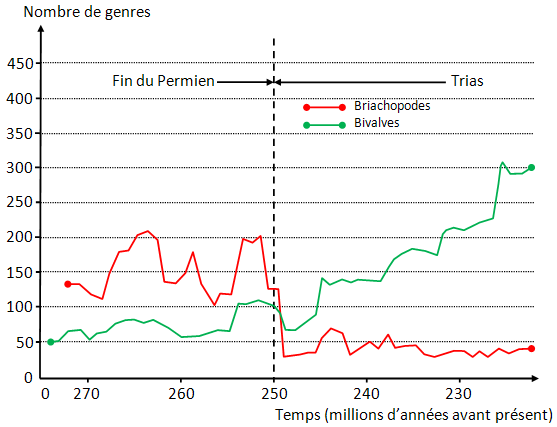 Nombre de genres
450
400
350
300
250
200
150
100
50
0
Fin du Permien
Trias
Briachopodes
Bivalves
0 270 260 250 240 230
Temps (millions d'années avant présent)